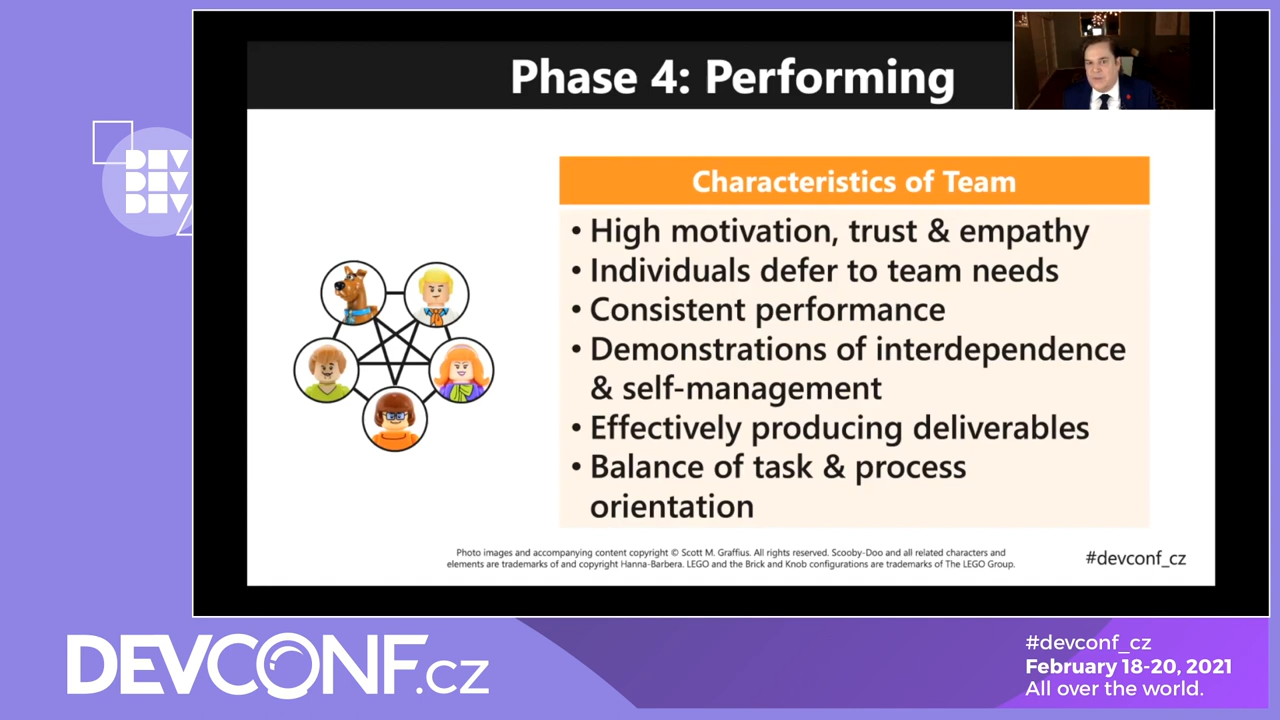 Phase 4: Performing
DEV
DEV
DEV
Characteristics of Team
• High motivation, trust & empathy
• Individuals defer to team needs
• Consistent performance
• Demonstrations of interdependence
& self-management
• Effectively producing deliverables
• Balance of task & process
orientation
Photo images and accompanying content copyright © Scott M. Graffius. All rights reserved. Scooby-Doo and all related characters and
elements are trademarks of and copyright Hanna-Barbera. LEGO and the Brick and Knob configurations are trademarks of The LEGO Group.
#devconf_cz
DEVCONF.cz
#devconf_cz
February 18-20, 2021
All over the world.